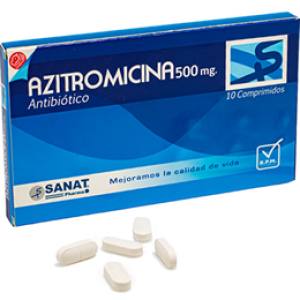 AZITROMICINA 500 mg.
Antibiótico
10 Comprimidos
SANAT
Pharma
Mejoramos la calidad de vida
B.P.M.